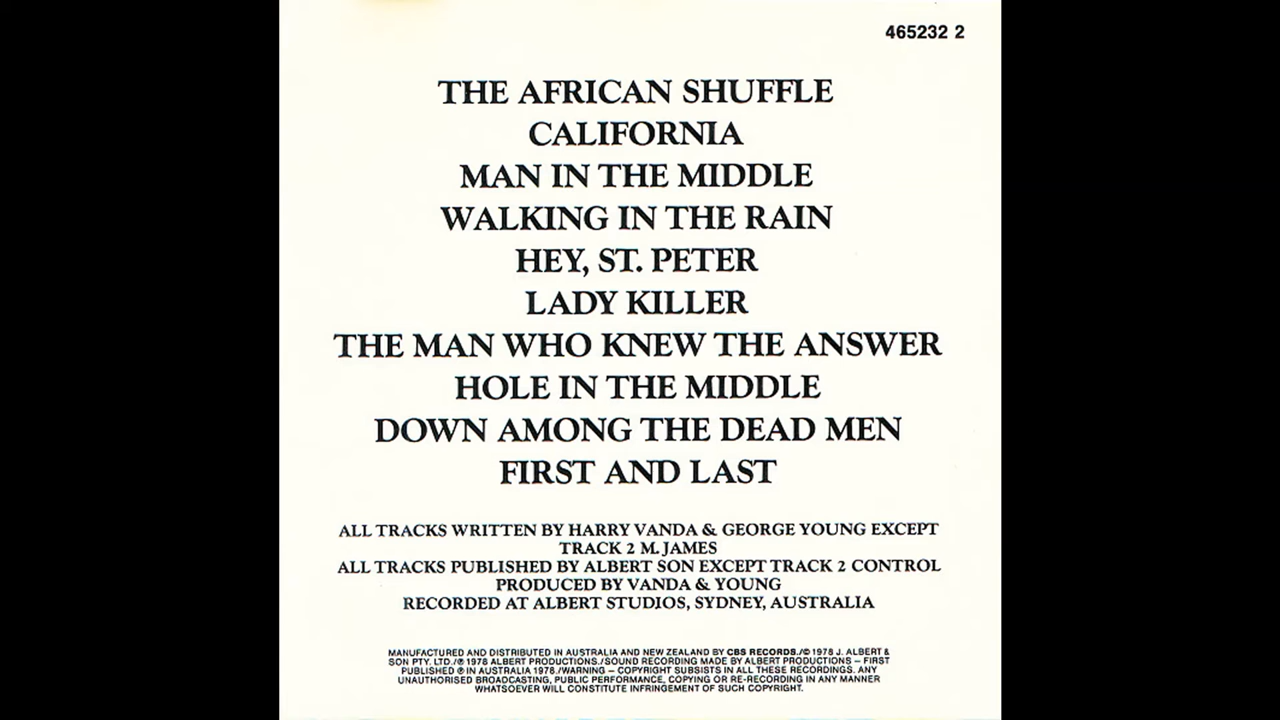 465232 2
THE AFRICAN SHUFFLE
CALIFORNIA
MAN IN THE MIDDLE
WALKING IN THE RAIN
HEY, ST. PETER
LADY KILLER
THE MAN WHO KNEW THE ANSWER
HOLE IN THE MIDDLE
DOWN AMONG THE DEAD MEN
FIRST AND LAST
ALL TRACKS WRITTEN BY HARRY VANDA & GEORGE YOUNG EXCEPT
TRACK 2 M. JAMES
ALL TRACKS PUBLISHED BY ALBERT SON EXCEPT TRACK 2 CONTROL
PRODUCED BY VANDA & YOUNG
RECORDED AT ALBERT STUDIOS, SYDNEY, AUSTRALIA
MANUFACTURED AND DISTRIBUTED IN AUSTRALIA AND NEW ZEALAND BY CBS RECORDS./© 1978 J. ALBERT &
SON PTY. LTD./℗ 1978 ALBERT PRODUCTIONS./SOUND RECORDING MADE BY ALBERT PRODUCTIONS – FIRST
PUBLISHED ℗ IN AUSTRALIA 1978./WARNING – COPYRIGHT SUBSISTS IN ALL THESE RECORDINGS. ANY
UNAUTHORISED BROADCASTING, PUBLIC PERFORMANCE, COPYING OR RE-RECORDING IN ANY MANNER
WHATSOEVER WILL CONSTITUTE INFRINGEMENT OF SUCH COPYRIGHT.